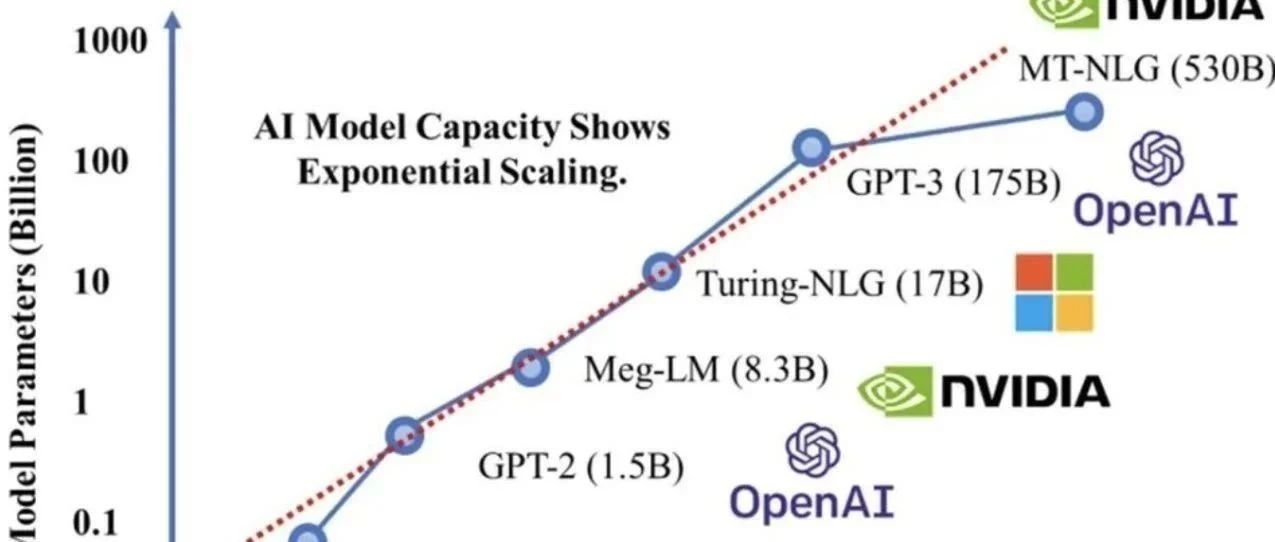 NVIDIA
1000
MT-NLG (530B)
AI Model Capacity Shows
Exponential Scaling.
100
GPT-3 (175B)
OpenAI
Model Parameters (Billion)
10
Turing-NLG (17B)
Meg-LM (8.3B)
NVIDIA
1
GPT-2 (1.5B)
OpenAI
0.1